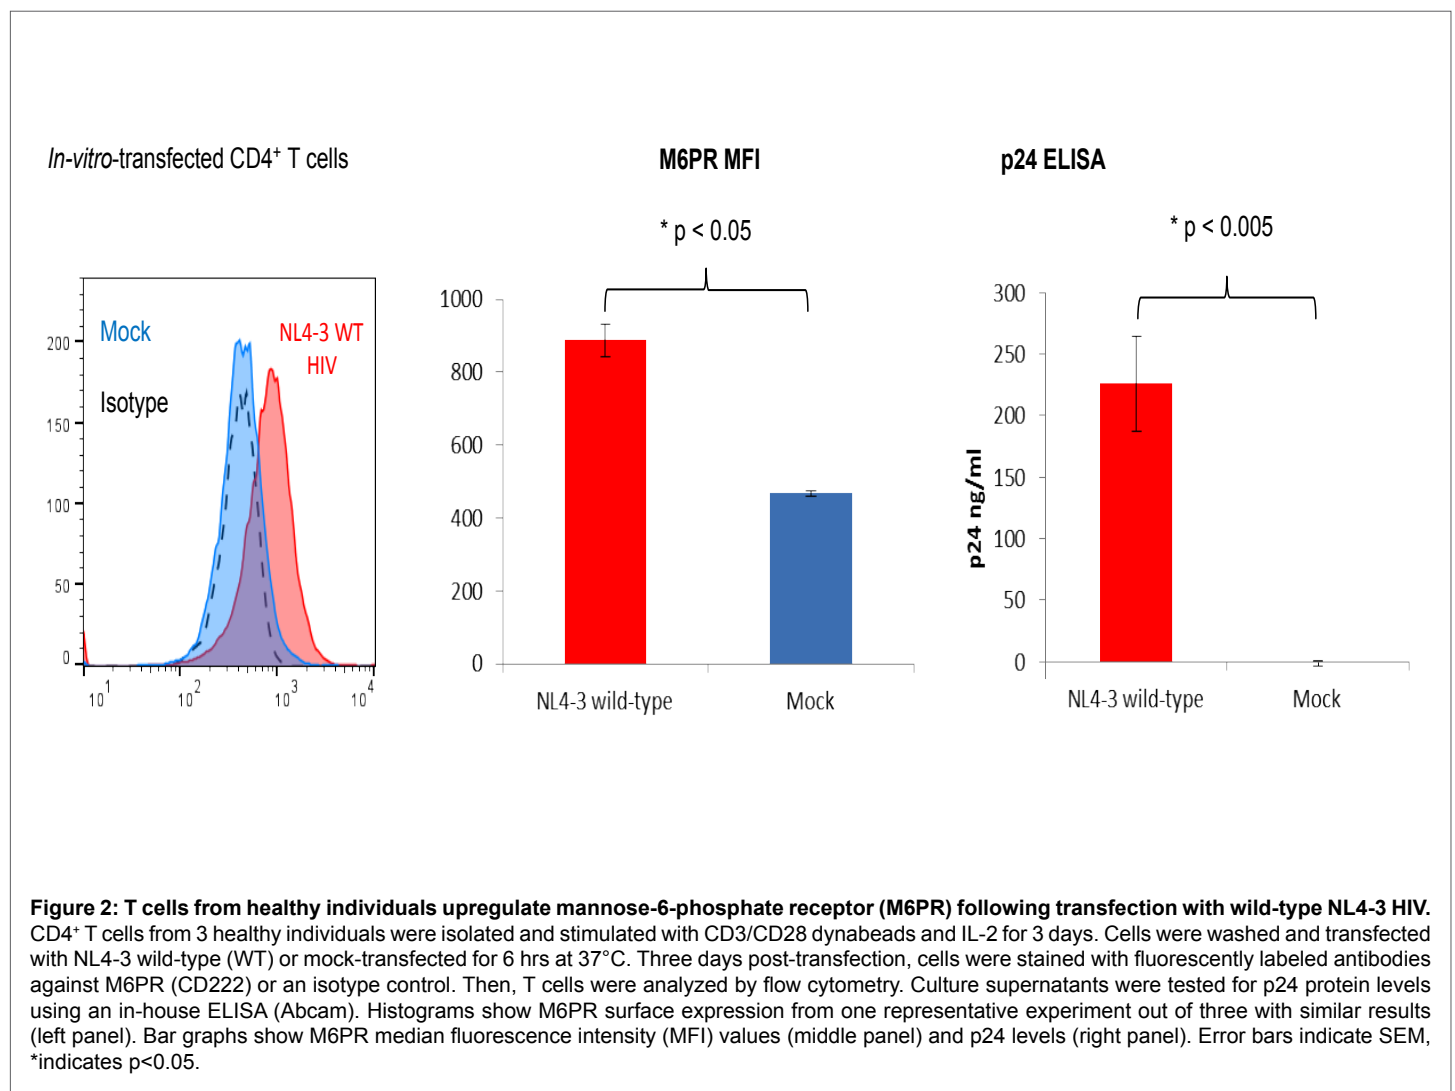 In-vitro-transfected CD4+ T cells
M6PR MFI
p24 ELISA
* p < 0.05
* p < 0.005
Mock
NL4-3 WT
HIV
Isotype
200
150
100
50
0
10^1
10^2
10^3
10^4
1000
800
600
400
200
0
NL4-3 wild-type
Mock
p24 ng/ml
300
250
200
150
100
50
0
NL4-3 wild-type
Mock
Figure 2: T cells from healthy individuals upregulate mannose-6-phosphate receptor (M6PR) following transfection with wild-type NL4-3 HIV.
CD4+ T cells from 3 healthy individuals were isolated and stimulated with CD3/CD28 dynabeads and IL-2 for 3 days. Cells were washed and transfected
with NL4-3 wild-type (WT) or mock-transfected for 6 hrs at 37°C. Three days post-transfection, cells were stained with fluorescently labeled antibodies
against M6PR (CD222) or an isotype control. Then, T cells were analyzed by flow cytometry. Culture supernatants were tested for p24 protein levels
using an in-house ELISA (Abcam). Histograms show M6PR surface expression from one representative experiment out of three with similar results
(left panel). Bar graphs show M6PR median fluorescence intensity (MFI) values (middle panel) and p24 levels (right panel). Error bars indicate SEM,
*indicates p<0.05.